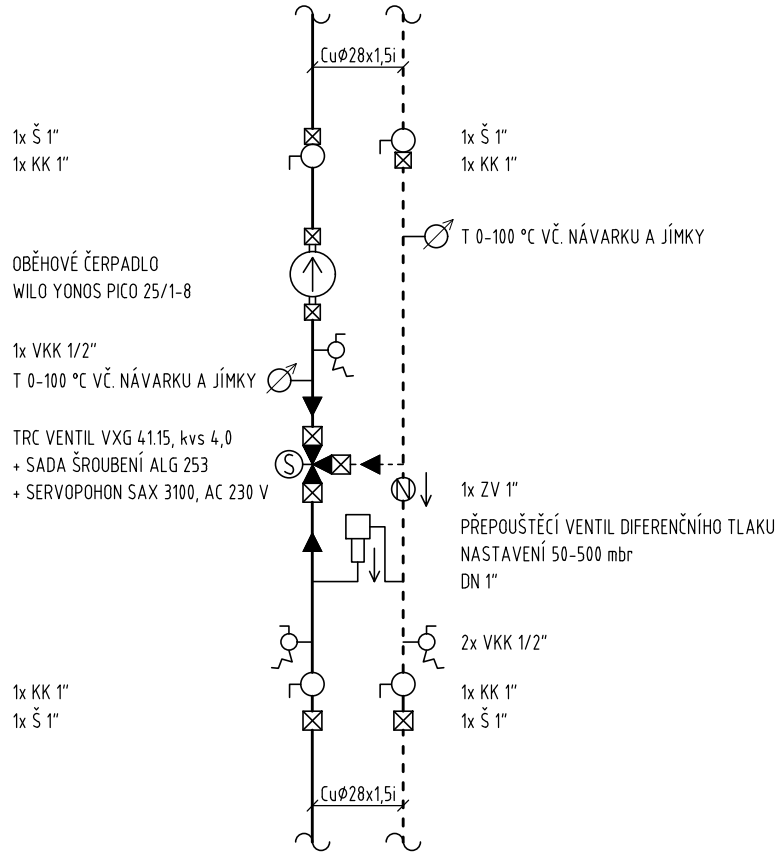 CuØ28x1,5i
1x Š 1"
1x KK 1"
1x Š 1"
1x KK 1"
T 0-100 °C VČ. NÁVARKU A JÍMKY
OBĚHOVÉ ČERPADLO
WILO YONOS PICO 25/1-8
1x VKK 1/2"
T 0-100 °C VČ. NÁVARKU A JÍMKY
TRC VENTIL VXG 41.15, kvs 4,0
+ SADA ŠROUBENÍ ALG 253
+ SERVOPOHON SAX 3100, AC 230 V
S
N
1x ZV 1"
PŘEPOUŠTĚCÍ VENTIL DIFERENČNÍHO TLAKU
NASTAVENÍ 50-500 mbr
DN 1"
2x VKK 1/2"
1x KK 1"
1x Š 1"
1x KK 1"
1x Š 1"
CuØ28x1,5i